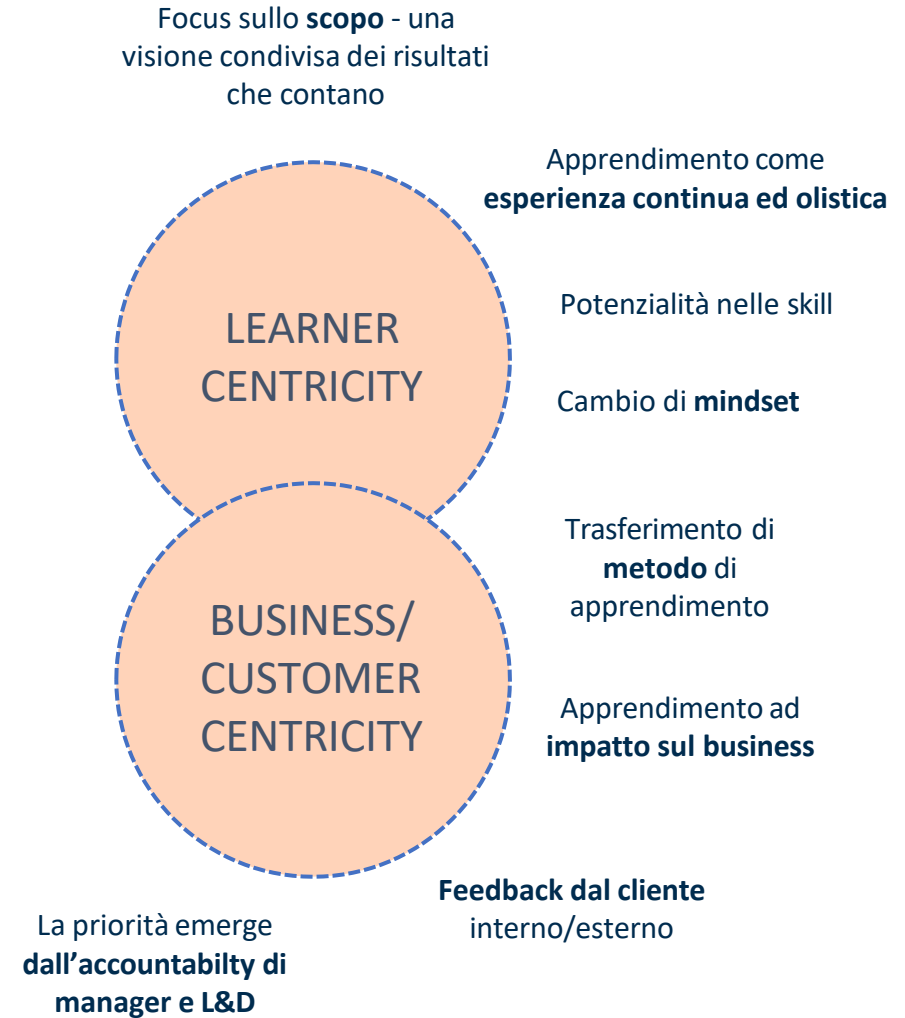 Focus sullo scopo - una
visione condivisa dei risultati
che contano
Apprendimento come
esperienza continua ed olistica
Potenzialità nelle skill
LEARNER
CENTRICITY
Cambio di mindset
Trasferimento di
metodo di
apprendimento
BUSINESS/
CUSTOMER
CENTRICITY
Apprendimento ad
impatto sul business
Feedback dal cliente
interno/esterno
La priorità emerge
dall’accountabilty di
manager e L&D